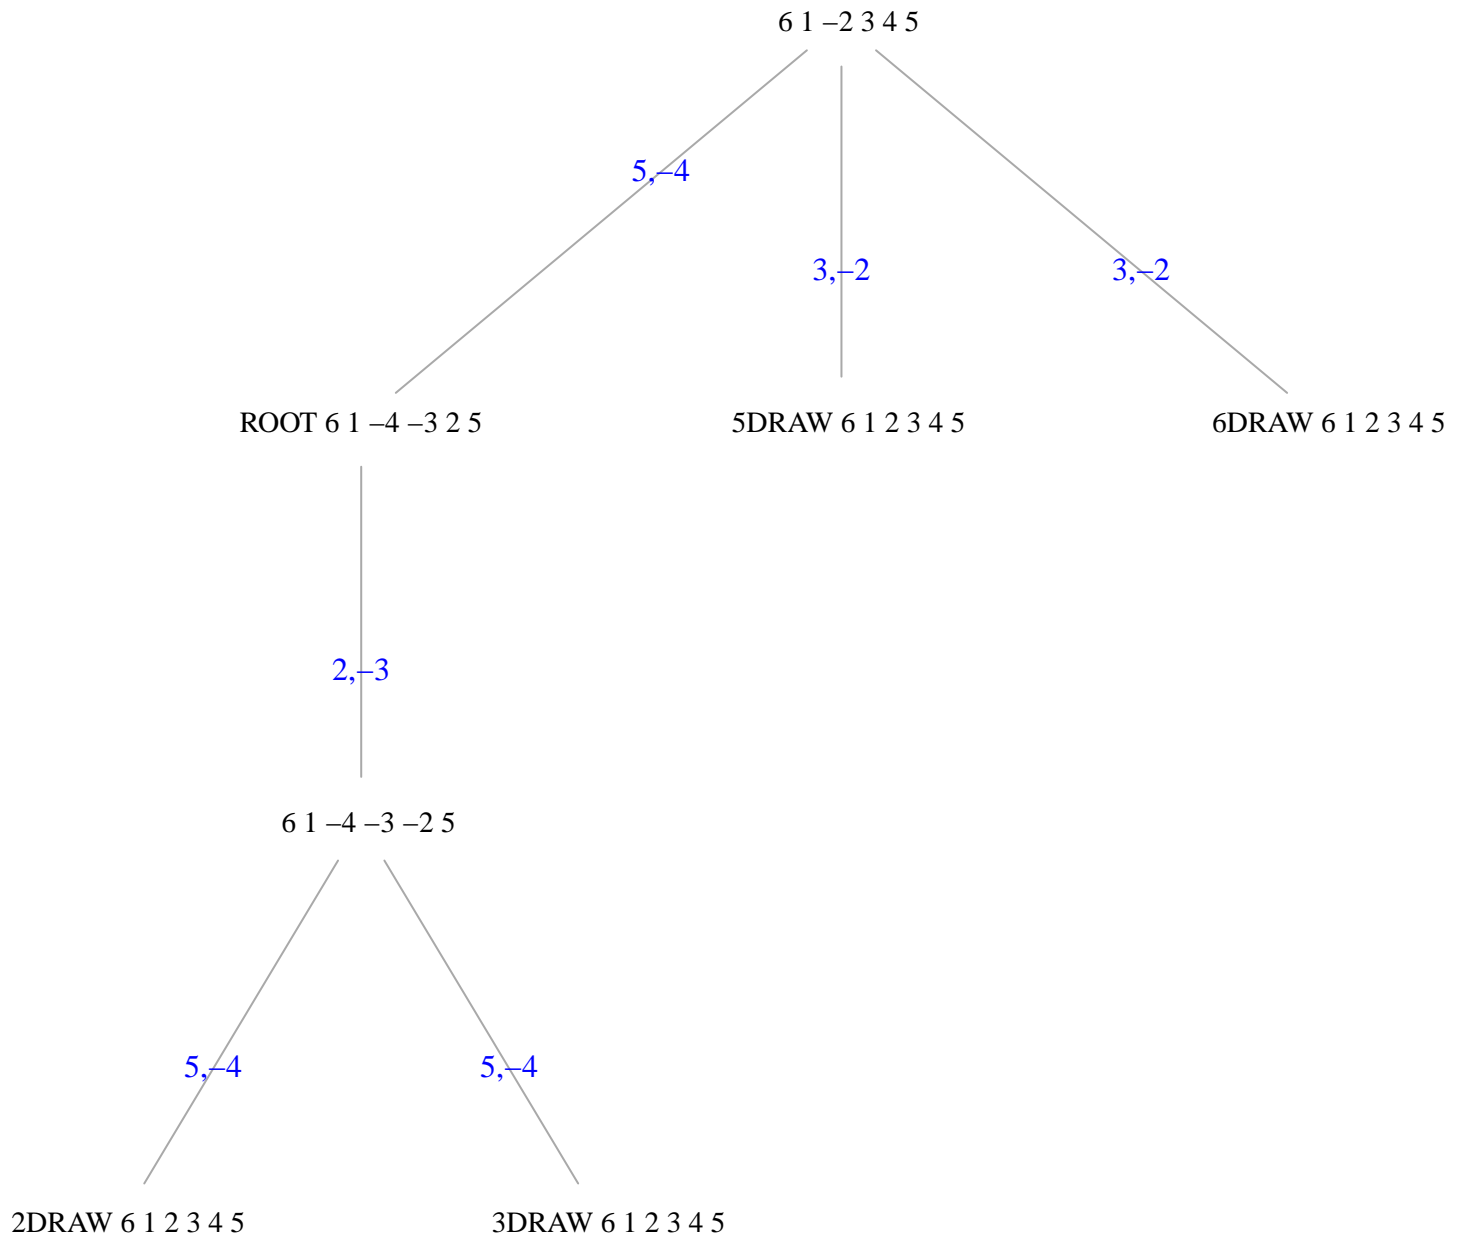 6 1 –2 3 4 5
5,–4
3,–2
3,–2
ROOT 6 1 –4 –3 2 5
5DRAW 6 1 2 3 4 5
6DRAW 6 1 2 3 4 5
2,–3
6 1 –4 –3 –2 5
5,–4
5,–4
2DRAW 6 1 2 3 4 5
3DRAW 6 1 2 3 4 5